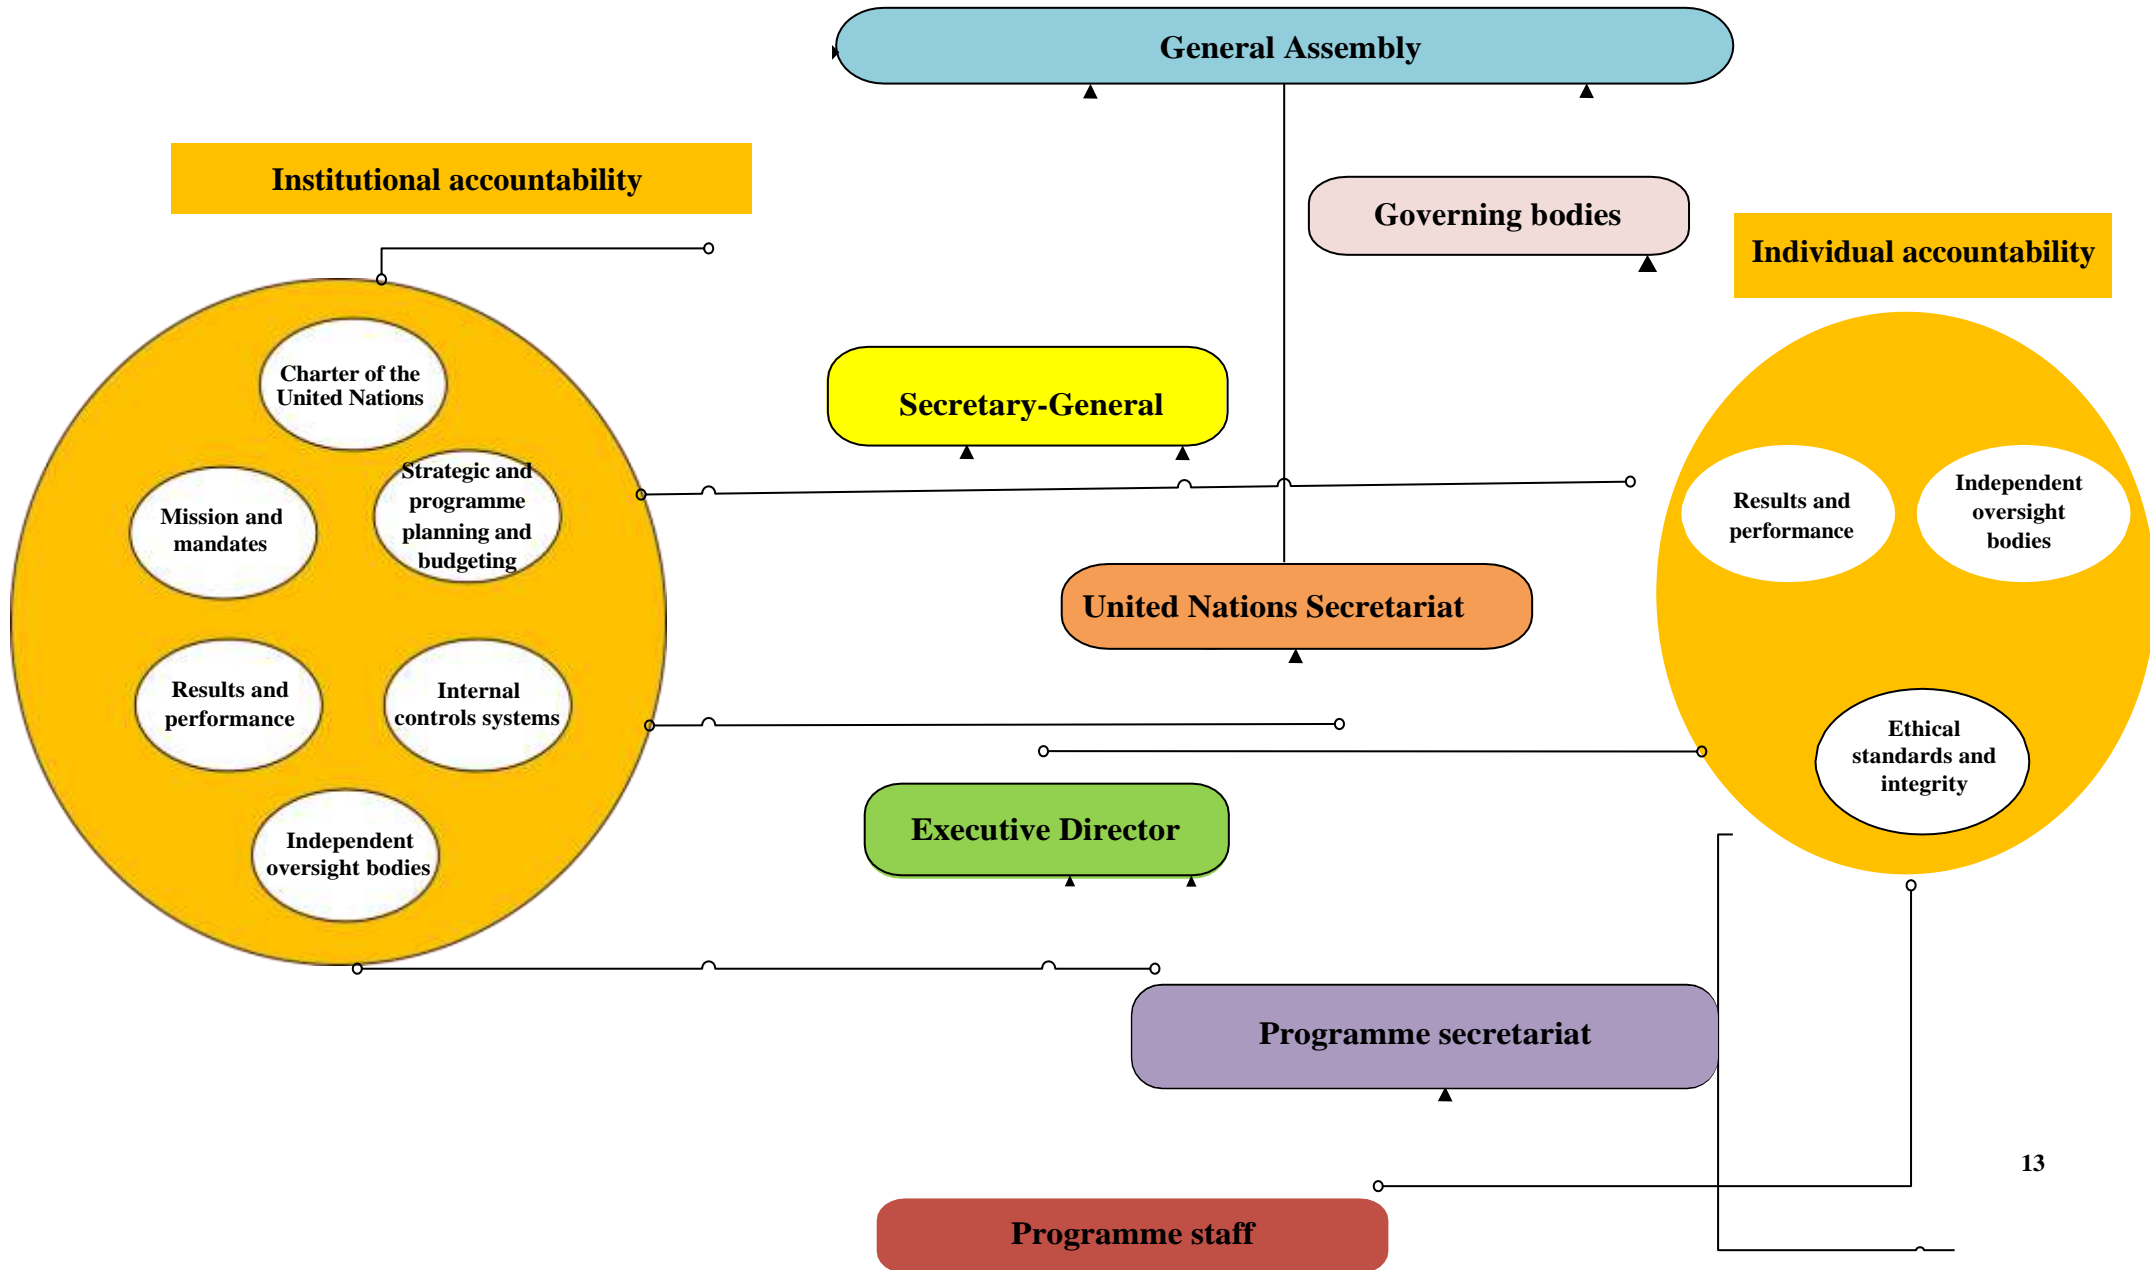 General Assembly
Institutional accountability
Governing bodies
Individual accountability
Charter of the
United Nations
Secretary-General
Strategic and
programme
planning and
budgeting
Mission and
mandates
Results and
performance
Independent
oversight
bodies
United Nations Secretariat
Results and
performance
Internal
controls systems
Ethical
standards and
integrity
Executive Director
Independent
oversight bodies
Programme secretariat
13
Programme staff